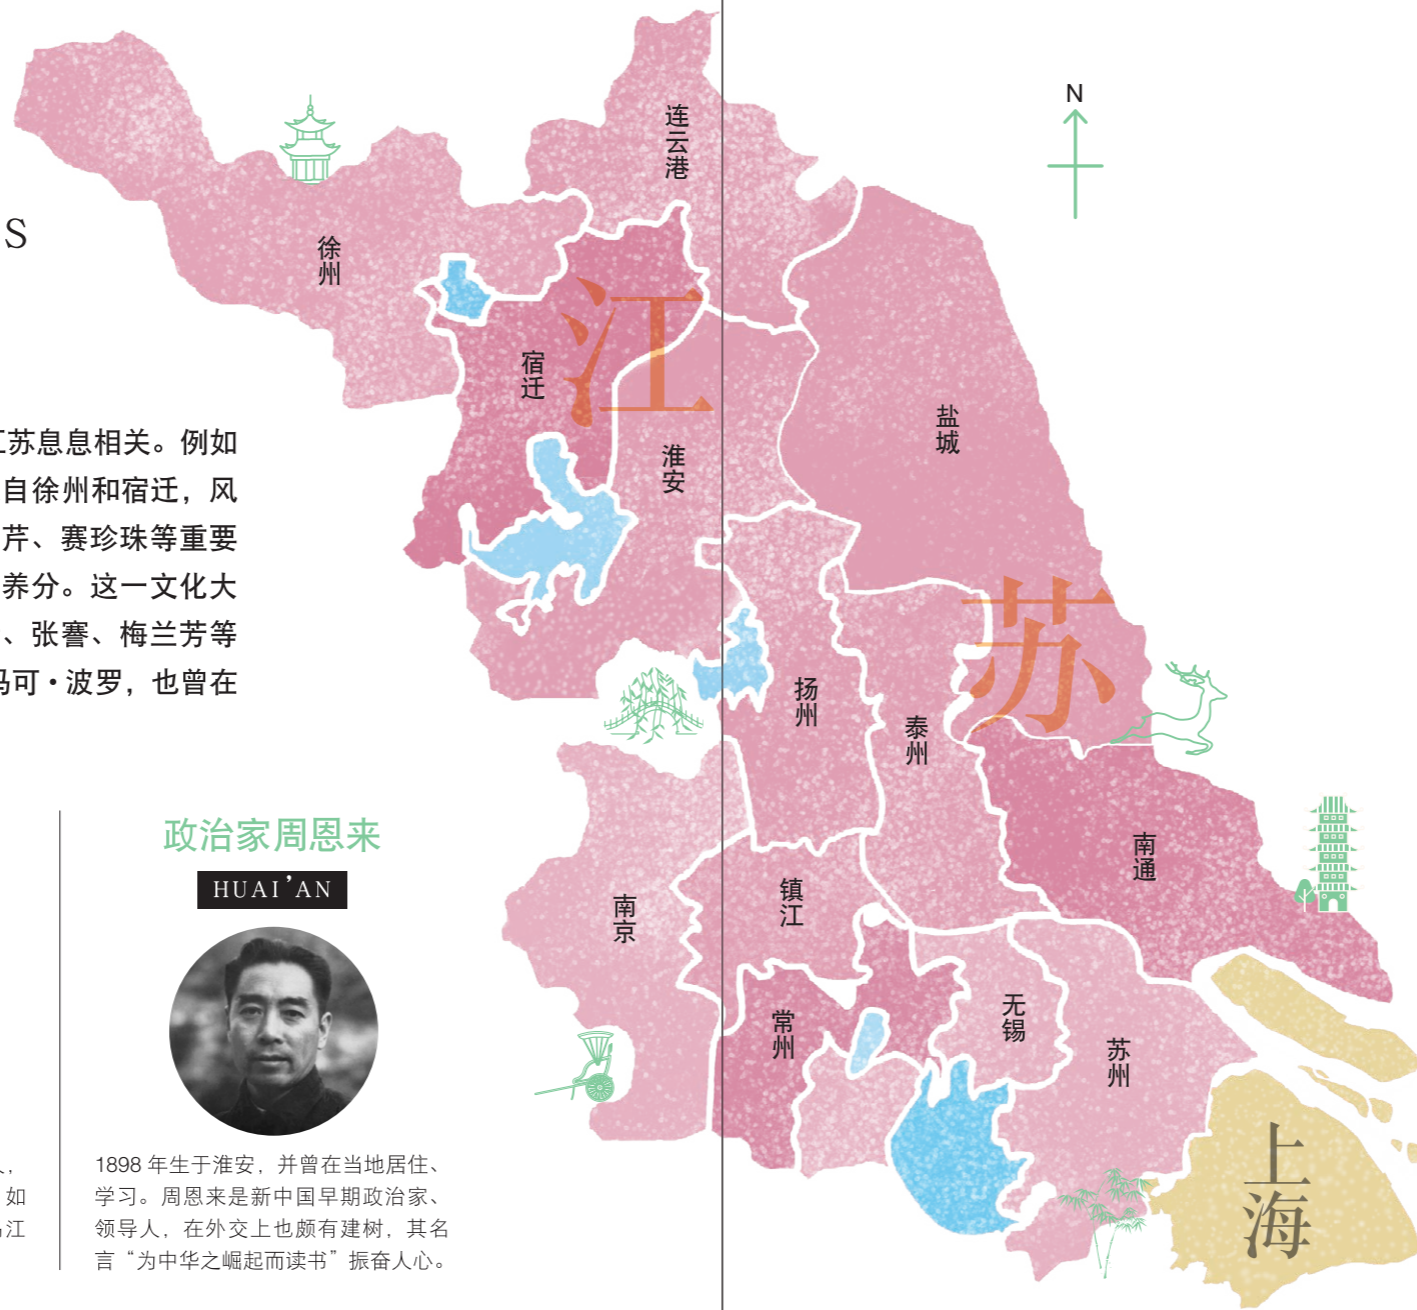 S
江苏息息相关。例如
自徐州和宿迁，风
芹、赛珍珠等重要
养分。这一文化大
、张謇、梅兰芳等
马可·波罗，也曾在
政治家周恩来
HUAI'AN
1898 年生于淮安，并曾在当地居住、
学习。周恩来是新中国早期政治家、
领导人，在外交上也颇有建树，其名
言“为中华之崛起而读书”振奋人心。
，
如
江
N
连云港
徐州
江
宿迁
盐城
淮安
苏
扬州
泰州
南通
镇江
南京
无锡
常州
苏州
上海